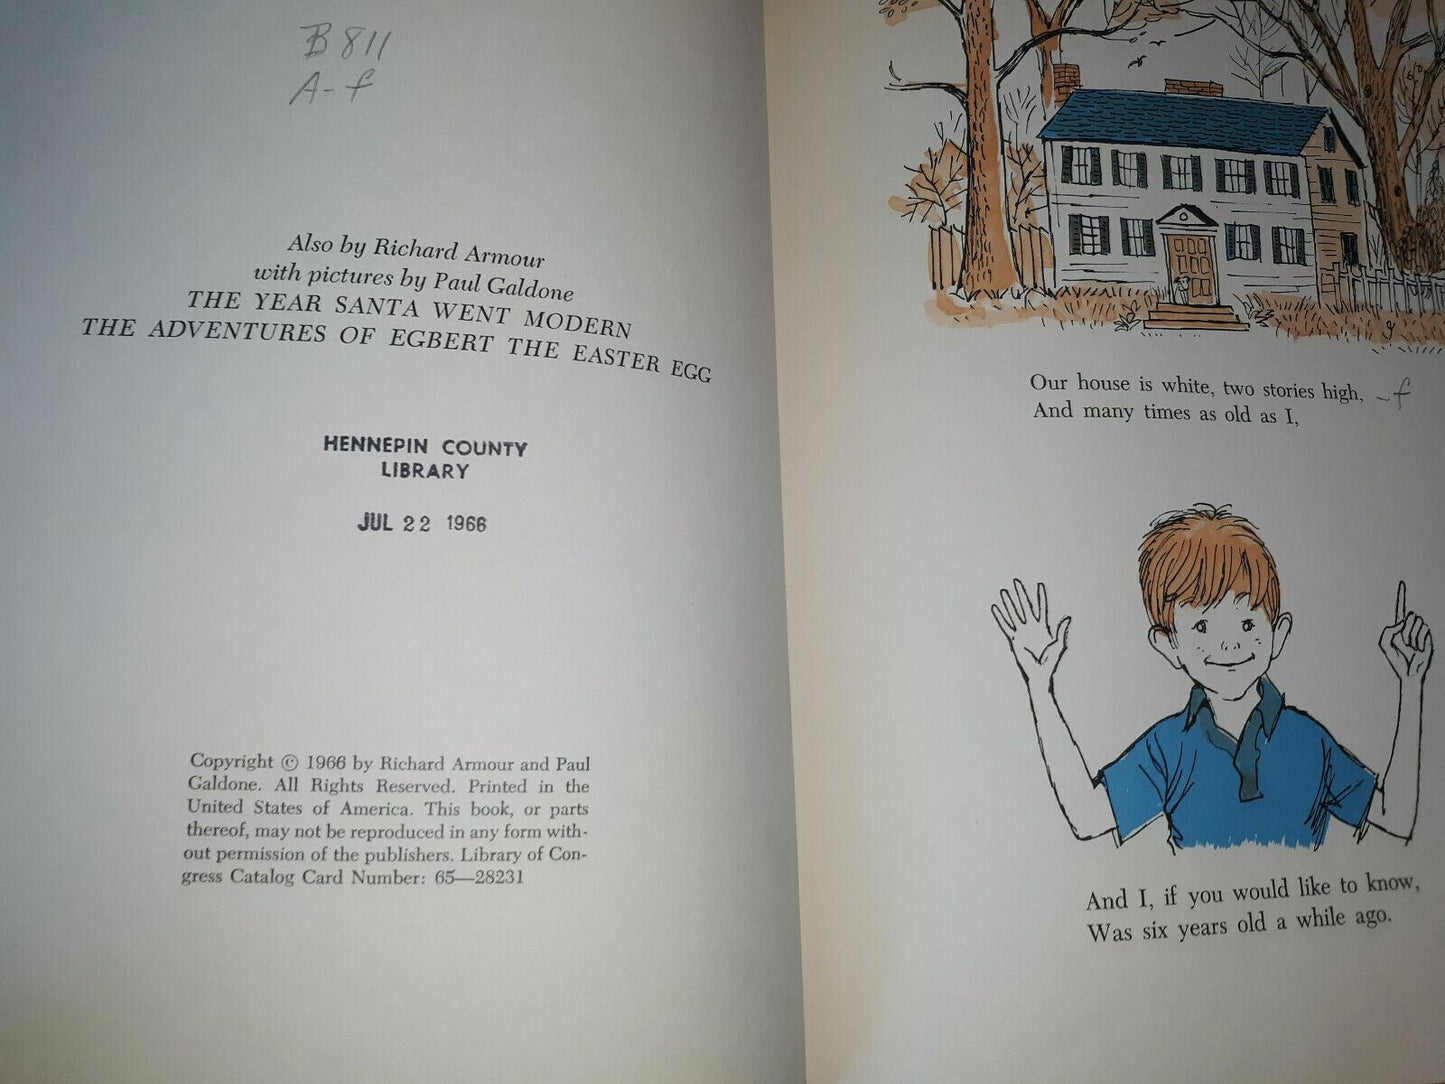 B 811
A-f
Also by Richard Armour
with pictures by Paul Galdone
THE YEAR SANTA WENT MODERN
THE ADVENTURES OF EGBERT THE EASTER EGG
HENNEPIN COUNTY
LIBRARY
JUL 22 1966
Copyright © 1966 by Richard Armour and Paul
Galdone. All Rights Reserved. Printed in the
United States of America. This book, or parts
thereof, may not be reproduced in any form with-
out permission of the publishers. Library of Con-
gress Catalog Card Number: 65—28231
g
Our house is white, two stories high, -f
And many times as old as I,
And I, if you would like to know,
Was six years old a while ago.